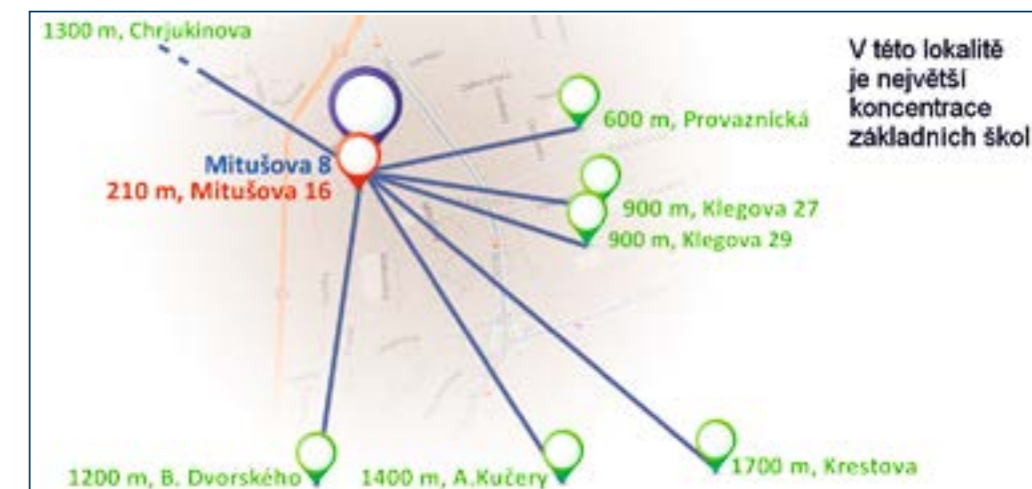 1300 m, Chrjukinova
V této lokalitě
je největší
koncentrace
základních škol
600 m, Provaznická
Mitušova 8
210 m, Mitušova 16
900 m, Klegova 27
900 m, Klegova 29
1200 m, B. Dvorského
1400 m, A.Kučery
1700 m, Krestova